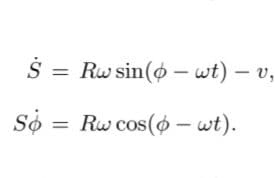 Ṡ = Rω sin(ϕ − ωt) − v,
Sϕ̇ = Rω cos(ϕ − ωt).